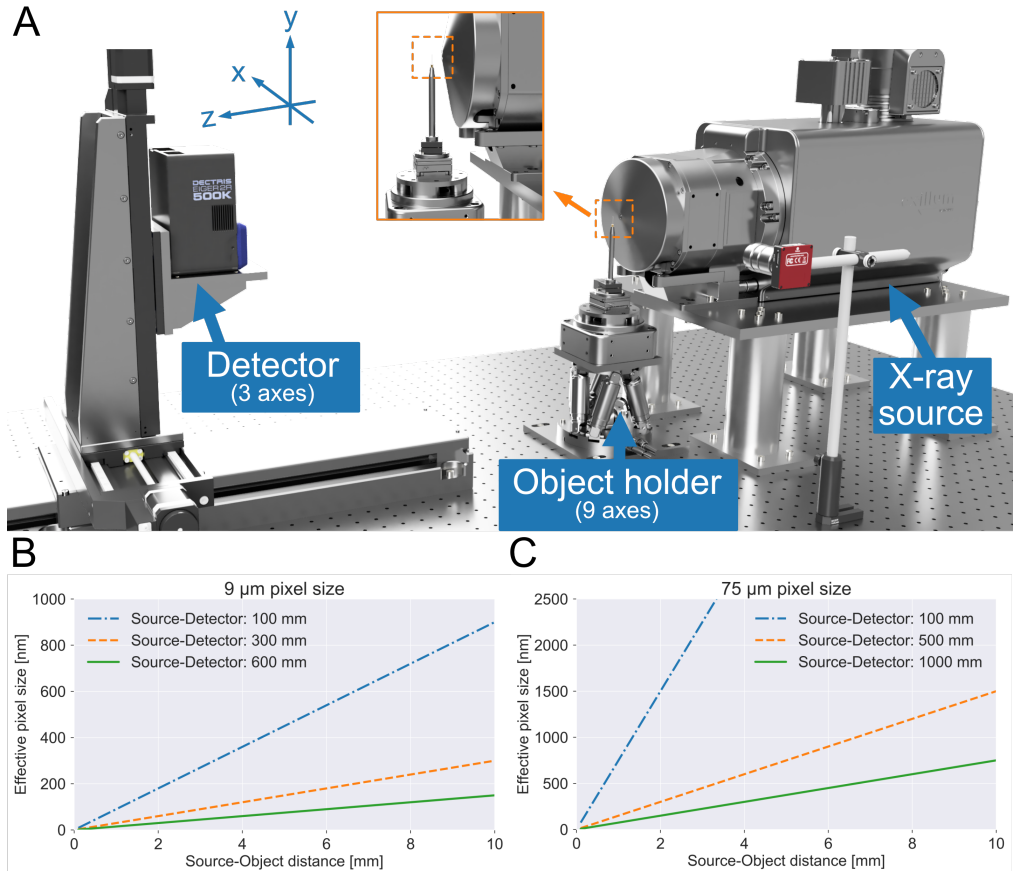 A
y
x
z
DECTRIS
EIGER2R
500K
Detector
(3 axes)
Object holder
(9 axes)
X-ray
source
B
9 µm pixel size
Effective pixel size [nm]
1000
800
600
400
200
0
Source-Detector: 100 mm
Source-Detector: 300 mm
Source-Detector: 600 mm
0 2 4 6 8 10
Source-Object distance [mm]
C
75 µm pixel size
Effective pixel size [nm]
2500
2000
1500
1000
500
0
Source-Detector: 100 mm
Source-Detector: 500 mm
Source-Detector: 1000 mm
0 2 4 6 8 10
Source-Object distance [mm]